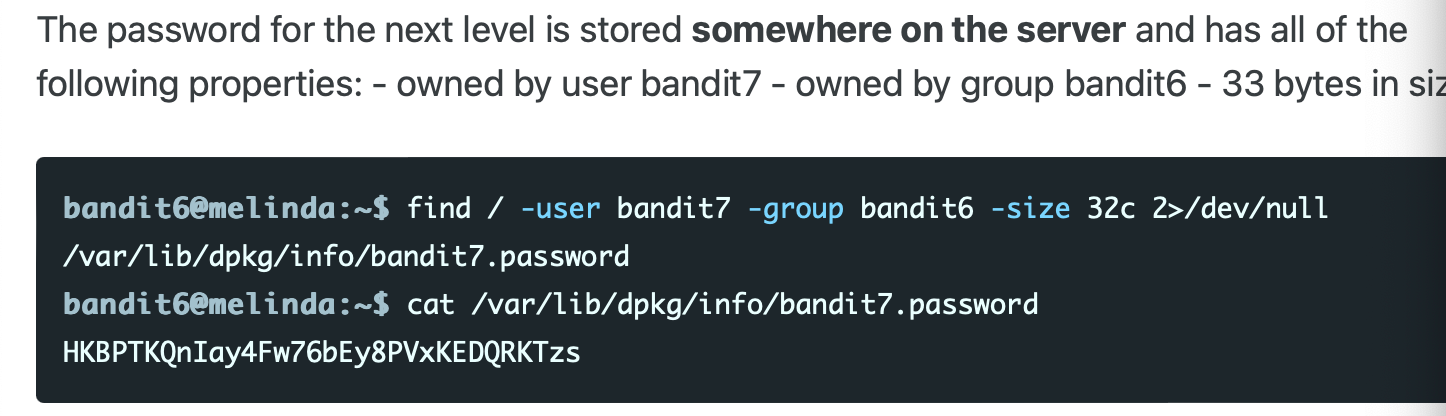 The password for the next level is stored somewhere on the server and has all of the
following properties: - owned by user bandit7 - owned by group bandit6 - 33 bytes in
bandit6@melinda:~$ find / -user bandit7 -group bandit6 -size 32c 2>/dev/null
/var/lib/dpkg/info/bandit7.password
bandit6@melinda:~$ cat /var/lib/dpkg/info/bandit7.password
HKBPTKQnIay4Fw76bEy8PVxKEDQRKTzs